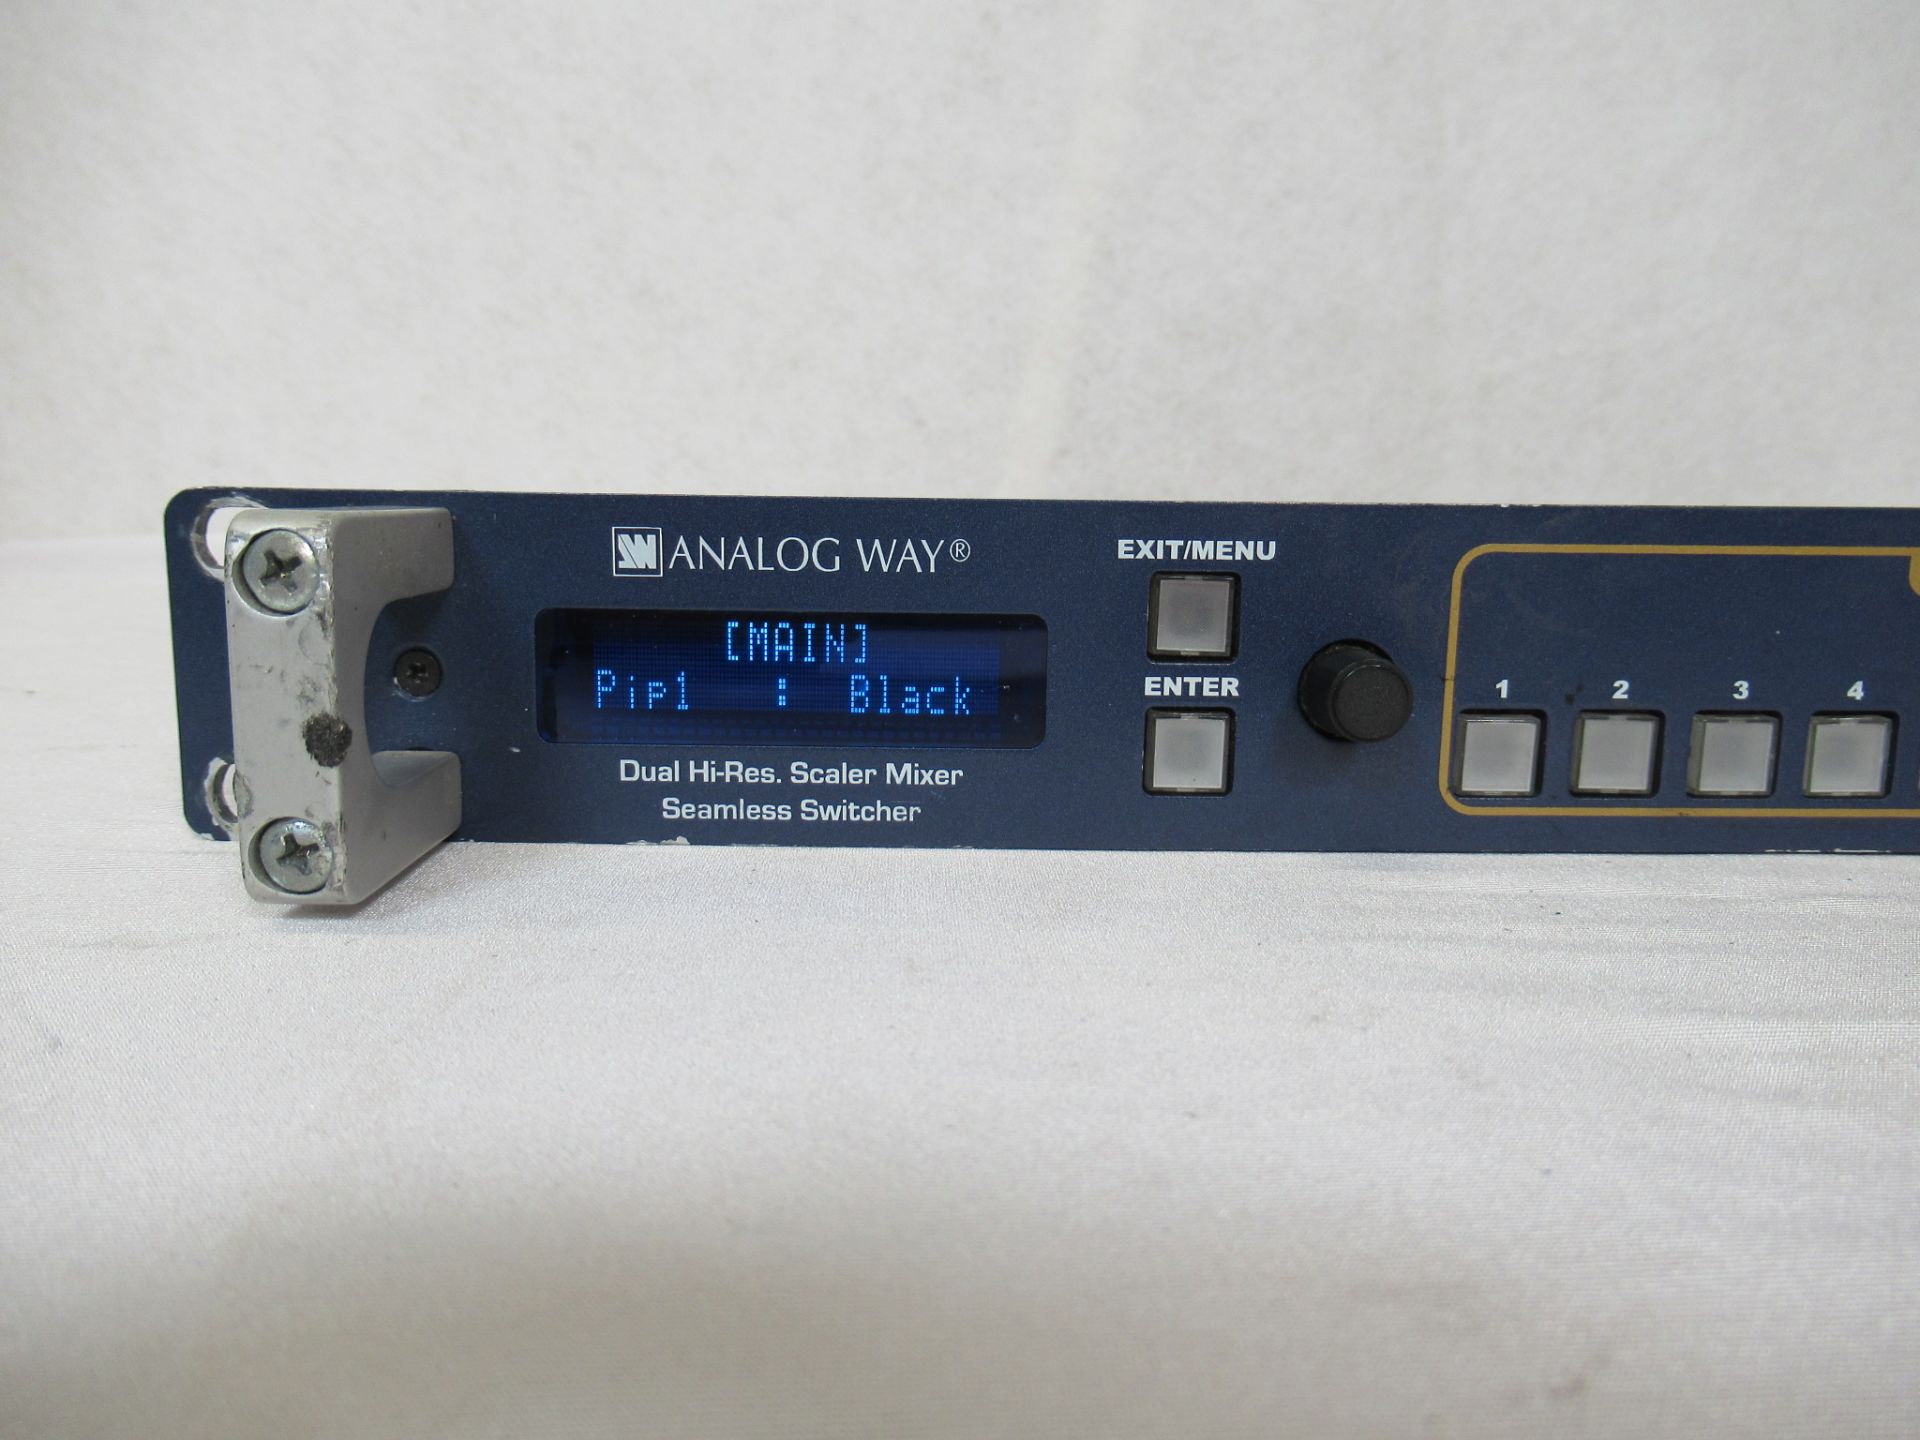 ANALOG WAY®
[MAIN]
Pip1 : Black
Dual Hi-Res. Scaler Mixer
Seamless Switcher
EXIT/MENU
ENTER
1 2 3 4